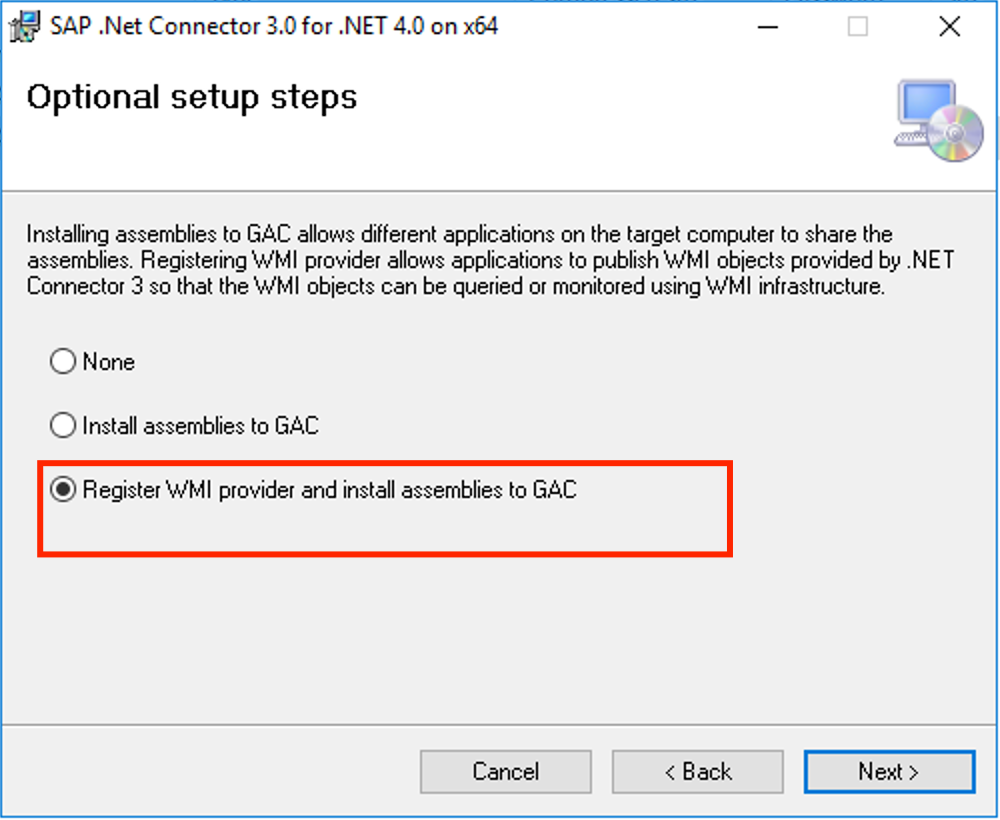 SAP .Net Connector 3.0 for .NET 4.0 on x64
Optional setup steps
Installing assemblies to GAC allows different applications on the target computer to share the
assemblies. Registering WMI provider allows applications to publish WMI objects provided by .NET
Connector 3 so that the WMI objects can be queried or monitored using WMI infrastructure.
None
Install assemblies to GAC
Register WMI provider and install assemblies to GAC
Cancel
< Back
Next >